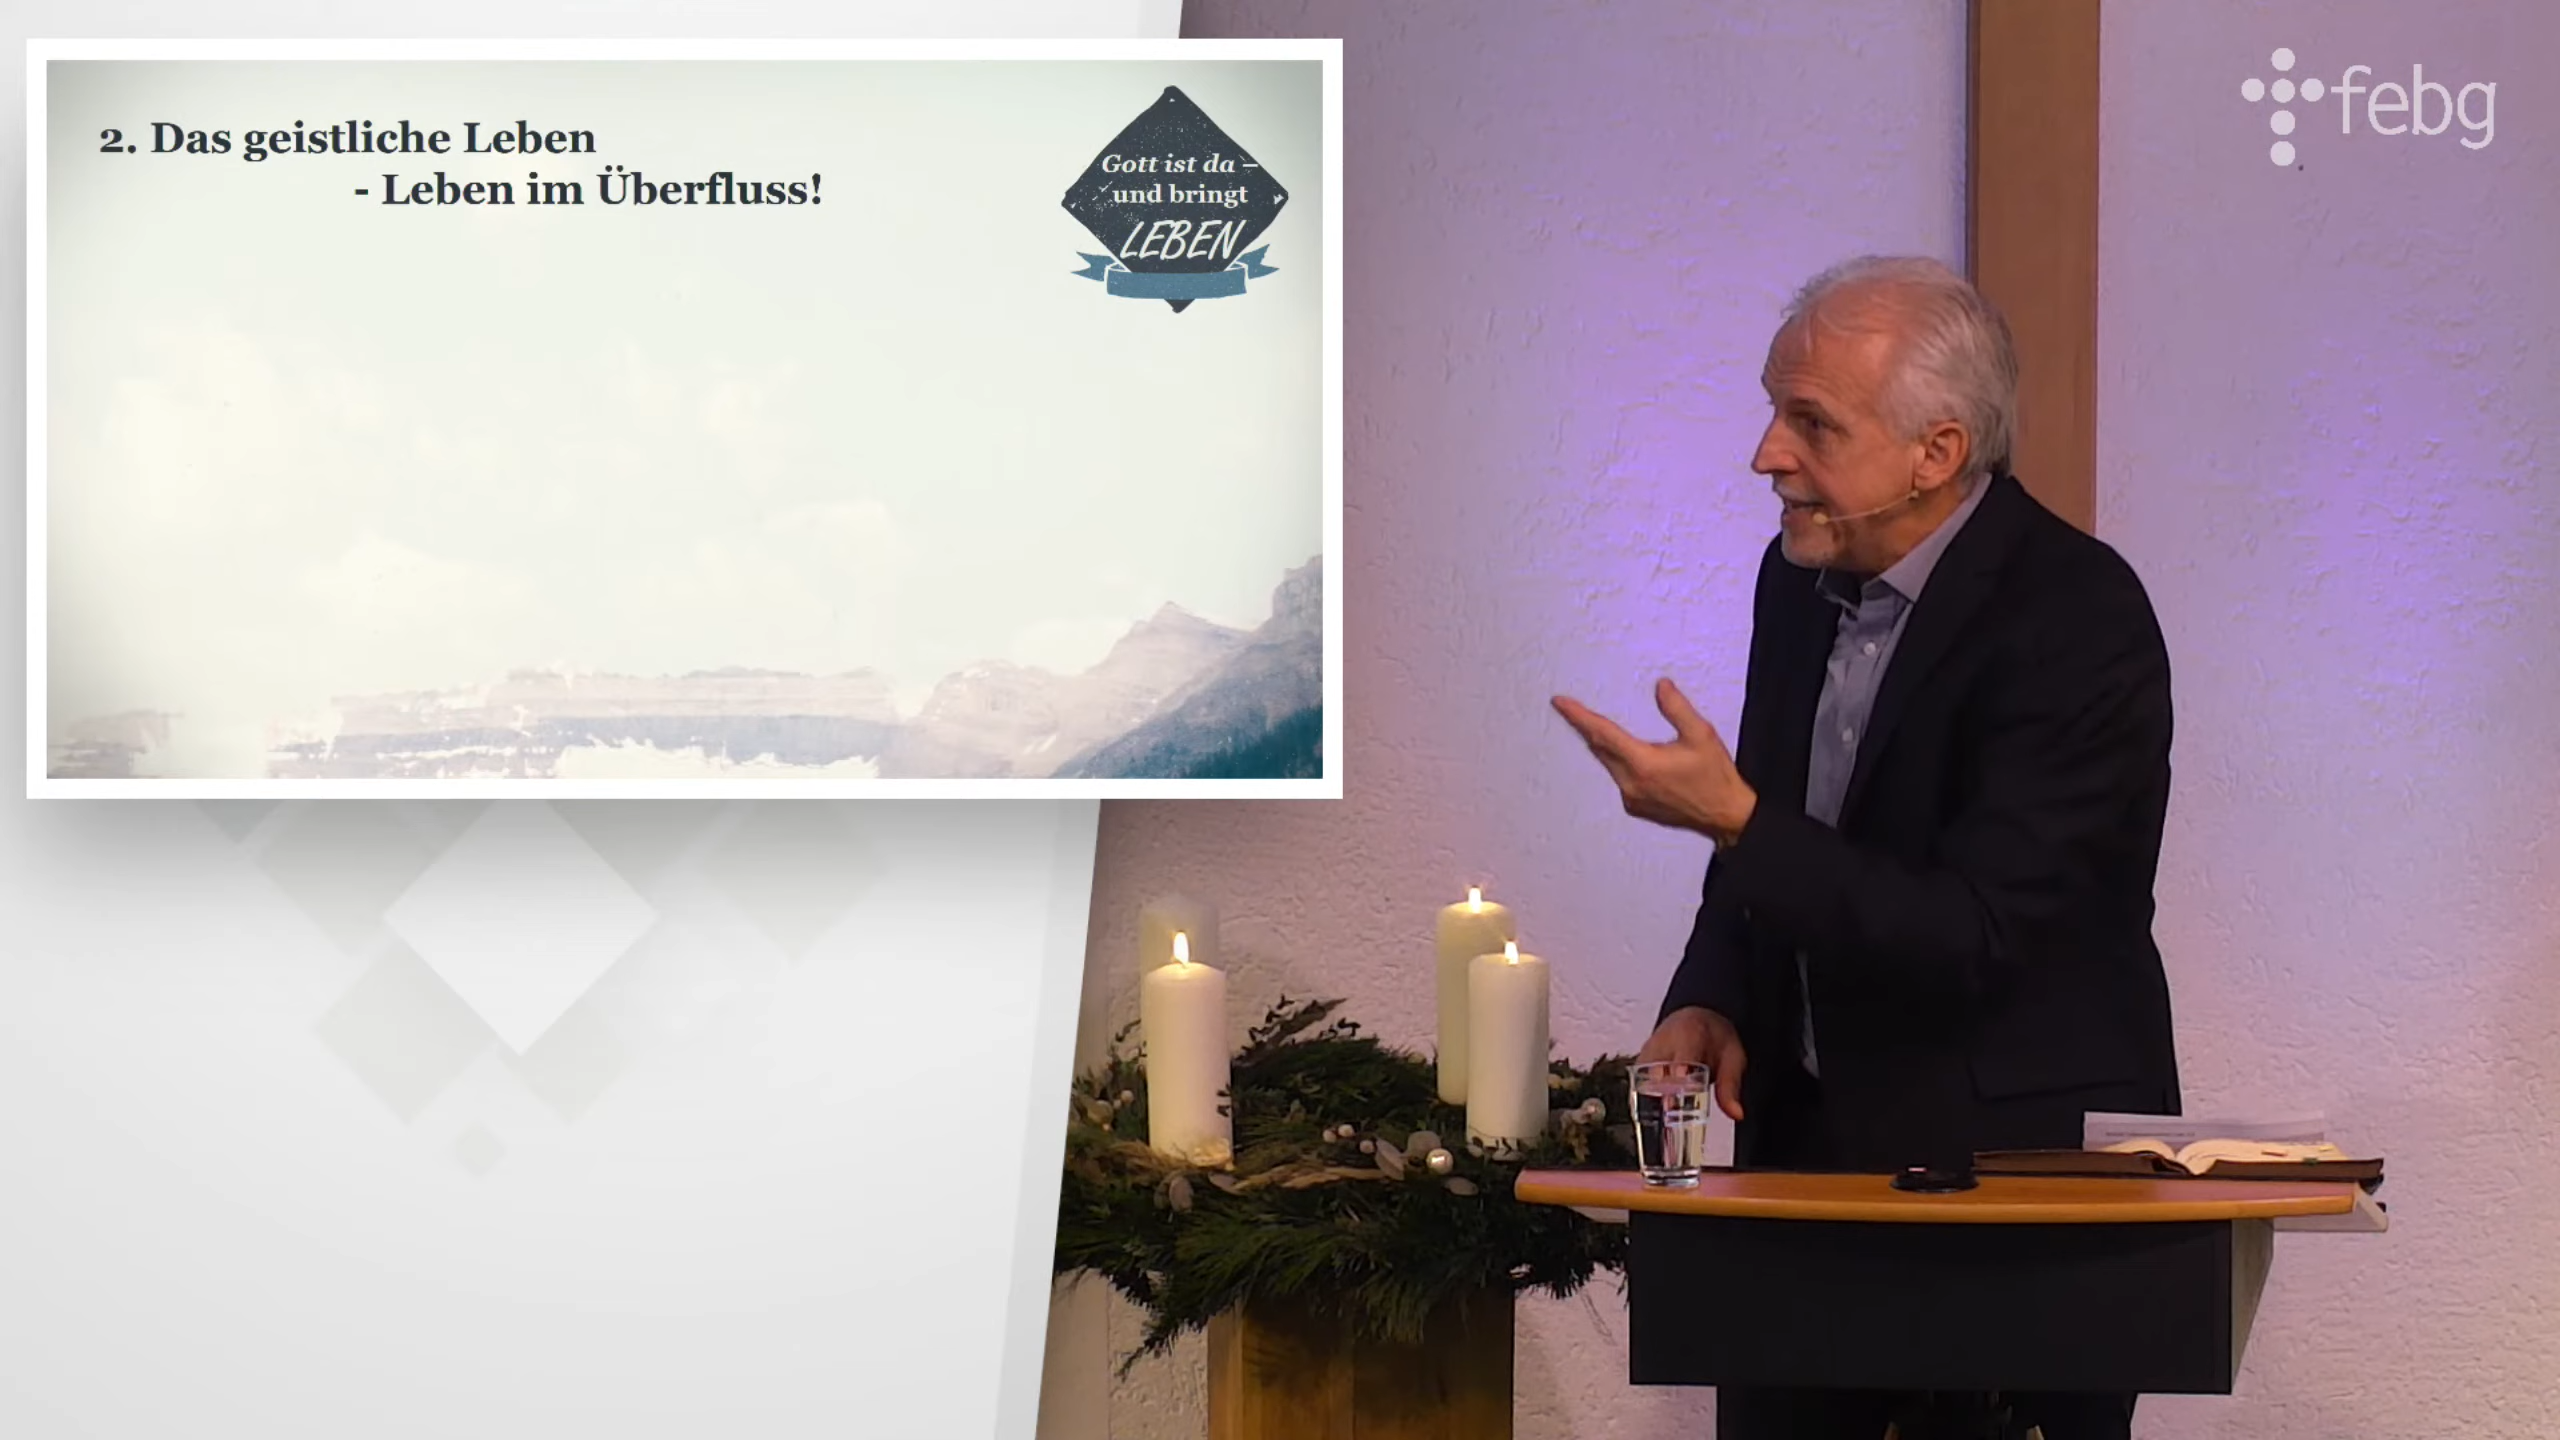 2. Das geistliche Leben
- Leben im Überfluss!
Gott ist da –
und bringt
LEBEN
febg